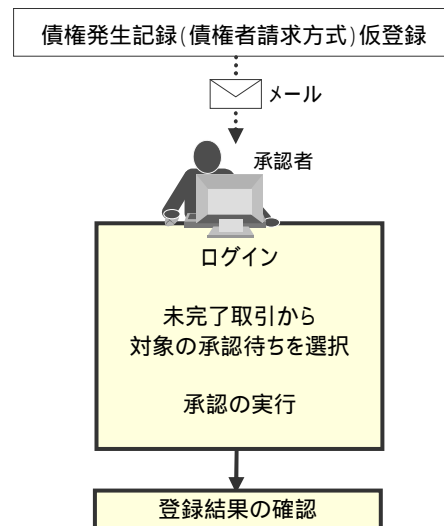 債権発生記録(債権者請求方式)仮登録
メール
承認者
ログイン
未完了取引から
対象の承認待ちを選択
承認の実行
登録結果の確認